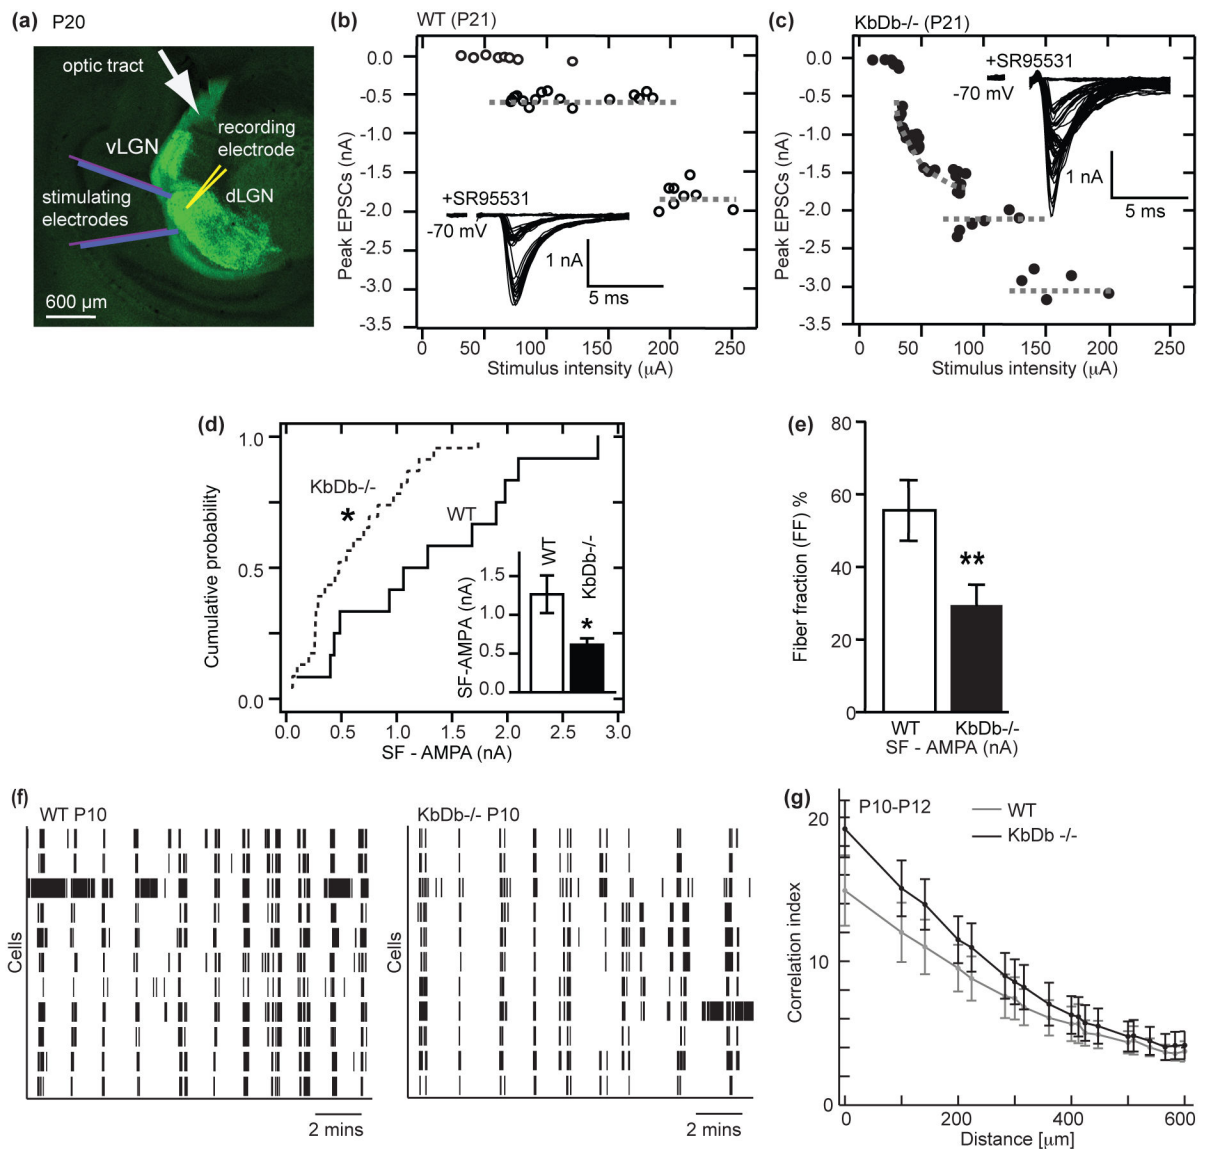 (a) P20
optic tract
vLGN
recording
electrode
stimulating
electrodes
dLGN
600 µm
(b) WT (P21)
Peak EPSCs (nA)
0.0
-0.5
-1.0
-1.5
-2.0
-2.5
-3.0
-3.5
+SR95531
-70 mV
1 nA
5 ms
0 50 100 150 200 250
Stimulus intensity (µA)
(c) KbDb-/- (P21)
Peak EPSCs (nA)
0.0
-0.5
-1.0
-1.5
-2.0
-2.5
-3.0
-3.5
+SR95531
-70 mV
1 nA
5 ms
0 50 100 150 200 250
Stimulus intensity (µA)
(d)
Cumulative probability
1.0
0.5
0.0
KbDb-/-
*
WT
SF-AMPA (nA)
1.5
1.0
0.5
0.0
WT
KbDb-/-
*
0.0 0.5 1.0 1.5 2.0 2.5 3.0
SF - AMPA (nA)
(e)
Fiber fraction (FF) %
80
60
40
20
0
**
WT KbDb-/-
SF - AMPA (nA)
(f)
WT P10
Cells
2 mins
KbDb-/- P10
Cells
2 mins
(g)
P10-P12
WT
KbDb -/-
Correlation index
20
10
0
0 200 400 600
Distance [µm]